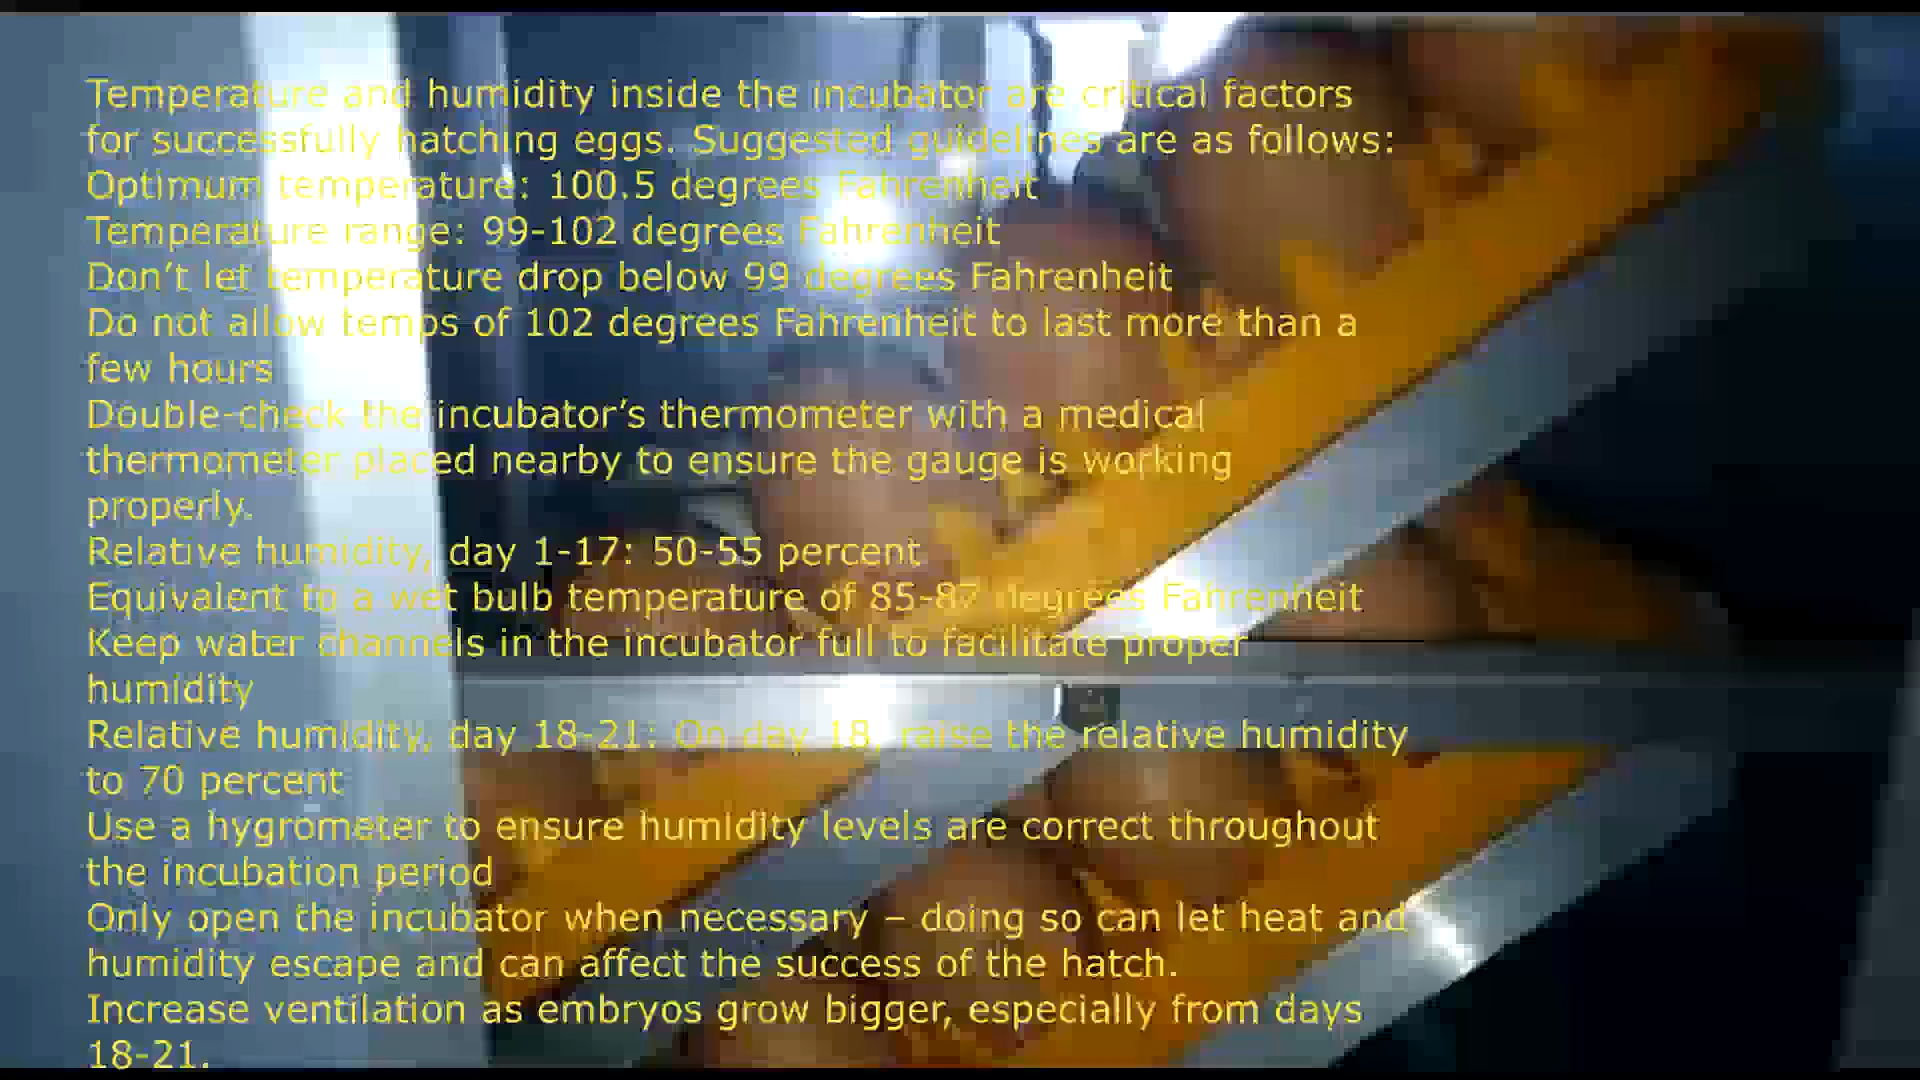 Temperature and humidity inside the incubator are critical factors
for successfully hatching eggs. Suggested guidelines are as follows:
Optimum temperature: 100.5 degrees Fahrenheit
Temperature range: 99-102 degrees Fahrenheit
Don’t let temperature drop below 99 degrees Fahrenheit
Do not allow temps of 102 degrees Fahrenheit to last more than a
few hours
Double-check the incubator’s thermometer with a medical
thermometer placed nearby to ensure the gauge is working
properly.
Relative humidity, day 1-17: 50-55 percent
Equivalent to a wet bulb temperature of 85-87 degrees Fahrenheit
Keep water channels in the incubator full to facilitate proper
humidity
Relative humidity, day 18-21: On day 18, raise the relative humidity
to 70 percent
Use a hygrometer to ensure humidity levels are correct throughout
the incubation period
Only open the incubator when necessary – doing so can let heat and
humidity escape and can affect the success of the hatch.
Increase ventilation as embryos grow bigger, especially from days
18-21.